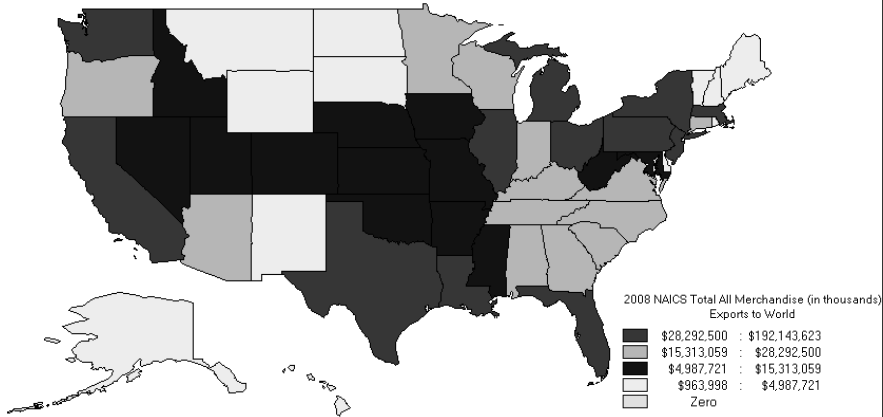 2008 NAICS Total All Merchandise (in thousands)
Exports to World
$28,292,500 : $192,143,623
$15,313,059 : $28,292,500
$4,987,721 : $15,313,059
$963,998 : $4,987,721
Zero